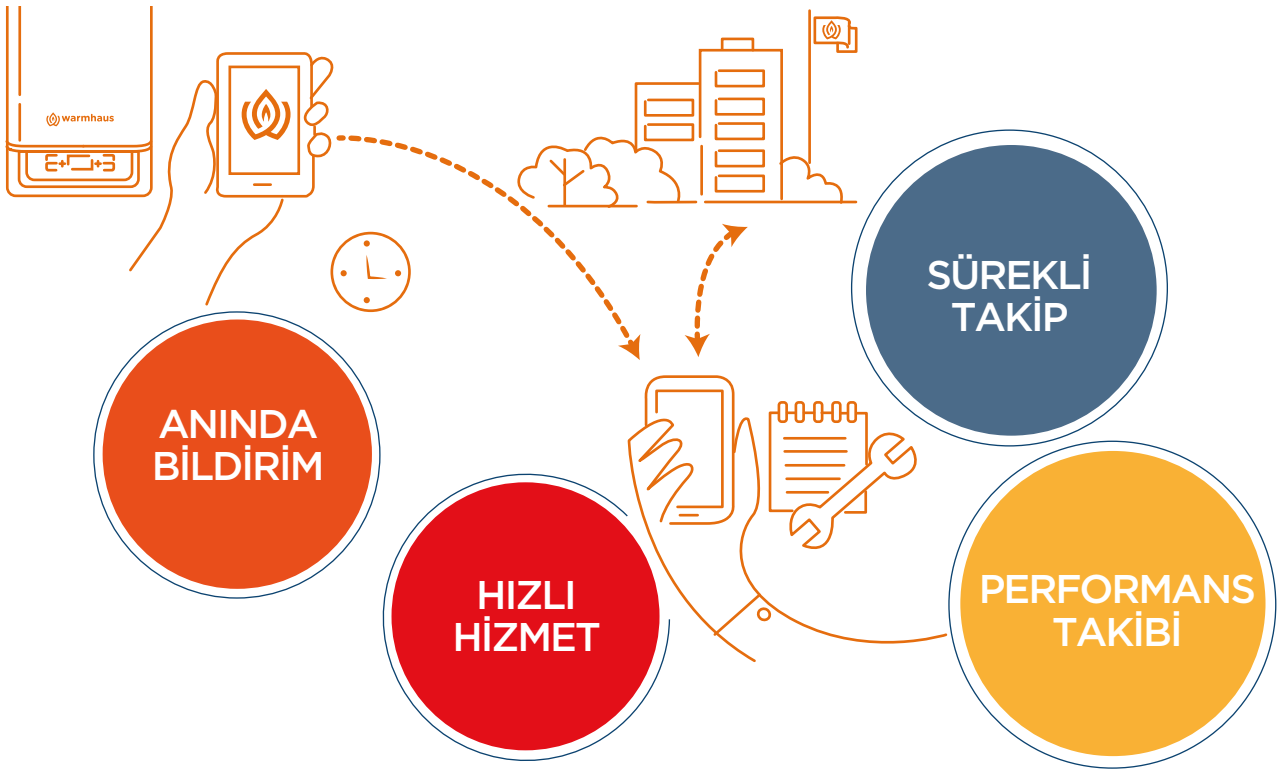 warmhaus
SÜREKLİ
TAKİP
ANINDA
BİLDİRİM
HIZLI
HİZMET
PERFORMANS
TAKİBİ